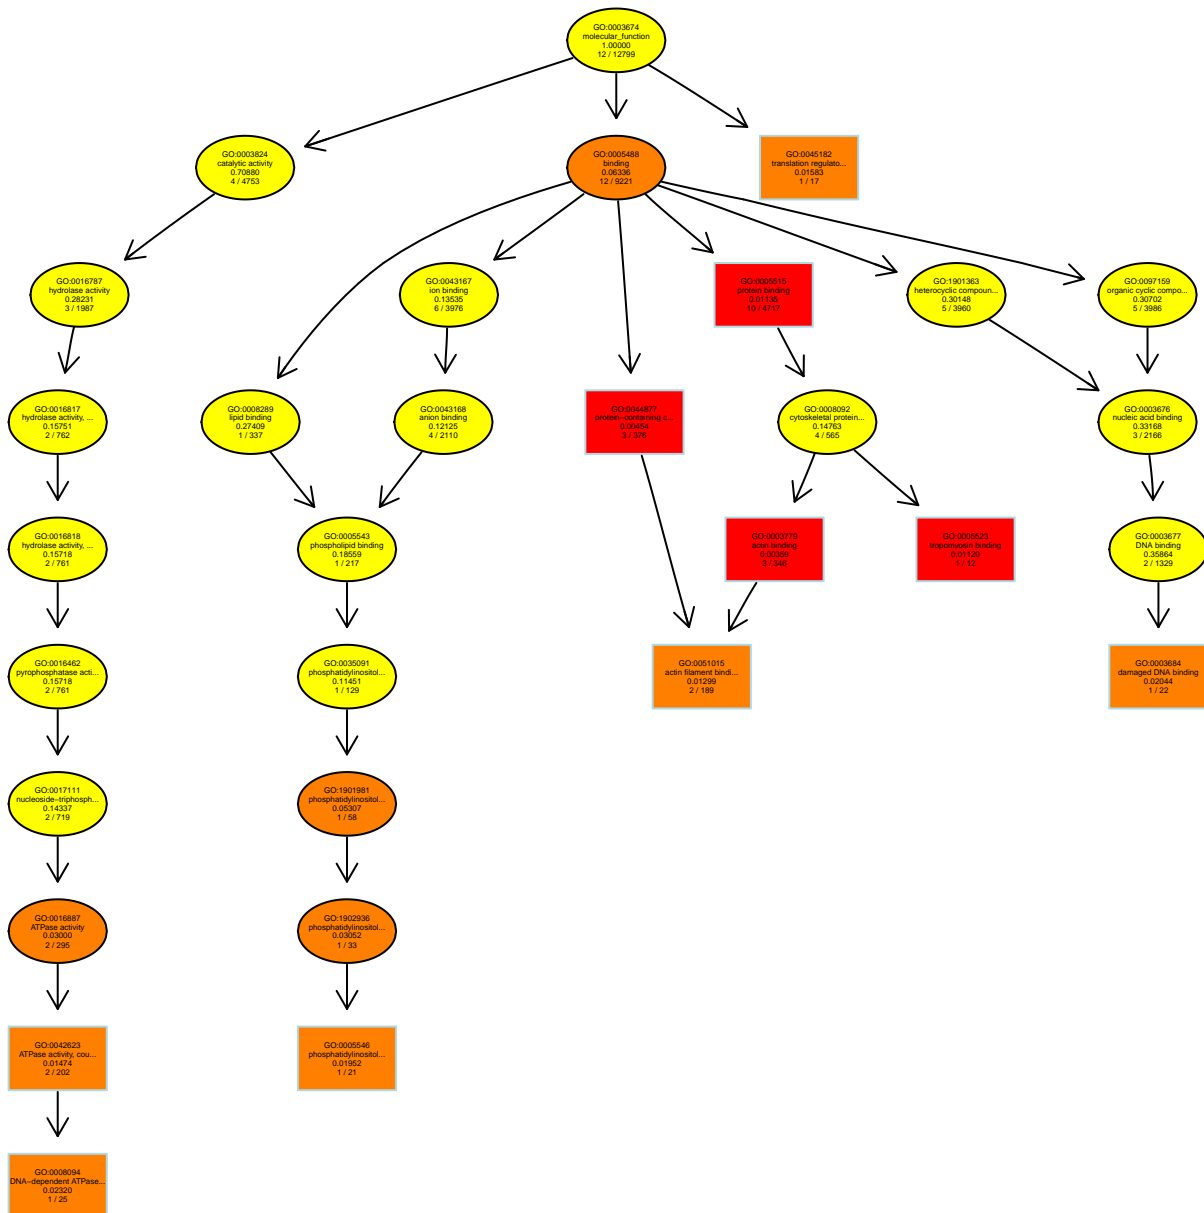 GO:0003674
molecular_function
1.00000
12 / 12799
GO:0003824
catalytic activity
0.70880
4 / 4753
GO:0005488
binding
0.06336
12 / 9221
GO:0045182
translation regulato...
0.01583
1 / 17
GO:0016787
hydrolase activity
0.28231
3 / 1987
GO:0043167
ion binding
0.13535
6 / 3976
GO:0005515
protein binding
0.01135
10 / 4717
GO:1901363
heterocyclic compoun...
0.30148
5 / 3960
GO:0097159
organic cyclic compo...
0.30702
5 / 3986
GO:0016817
hydrolase activity, ...
0.15751
2 / 762
GO:0008289
lipid binding
0.27409
1 / 337
GO:0043168
anion binding
0.12125
4 / 2110
GO:0044877
protein−containing c...
0.00454
3 / 376
GO:0008092
cytoskeletal protein...
0.14763
4 / 565
GO:0003676
nucleic acid binding
0.33168
3 / 2166
GO:0016818
hydrolase activity, ...
0.15718
2 / 761
GO:0005543
phospholipid binding
0.18559
1 / 217
GO:0003779
actin binding
0.00359
3 / 346
GO:0005523
tropomyosin binding
0.01120
1 / 12
GO:0003677
DNA binding
0.35864
2 / 1329
GO:0016462
pyrophosphatase acti...
0.15718
2 / 761
GO:0035091
phosphatidylinositol...
0.11451
1 / 129
GO:0051015
actin filament bindi...
0.01299
2 / 189
GO:0003684
damaged DNA binding
0.02044
1 / 22
GO:0017111
nucleoside−triphosph...
0.14337
2 / 719
GO:1901981
phosphatidylinositol...
0.05307
1 / 58
GO:0016887
ATPase activity
0.03000
2 / 295
GO:1902936
phosphatidylinositol...
0.03052
1 / 33
GO:0042623
ATPase activity, cou...
0.01474
2 / 202
GO:0005546
phosphatidylinositol...
0.01952
1 / 21
GO:0008094
DNA−dependent ATPase...
0.02320
1 / 25